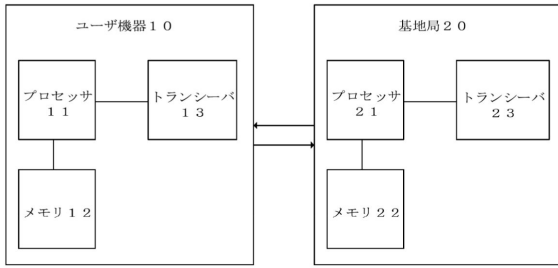 ユーザ機器１０
プロセッサ
１１
トランシーバ
１３
メモリ１２
基地局２０
プロセッサ
２１
トランシーバ
２３
メモリ２２